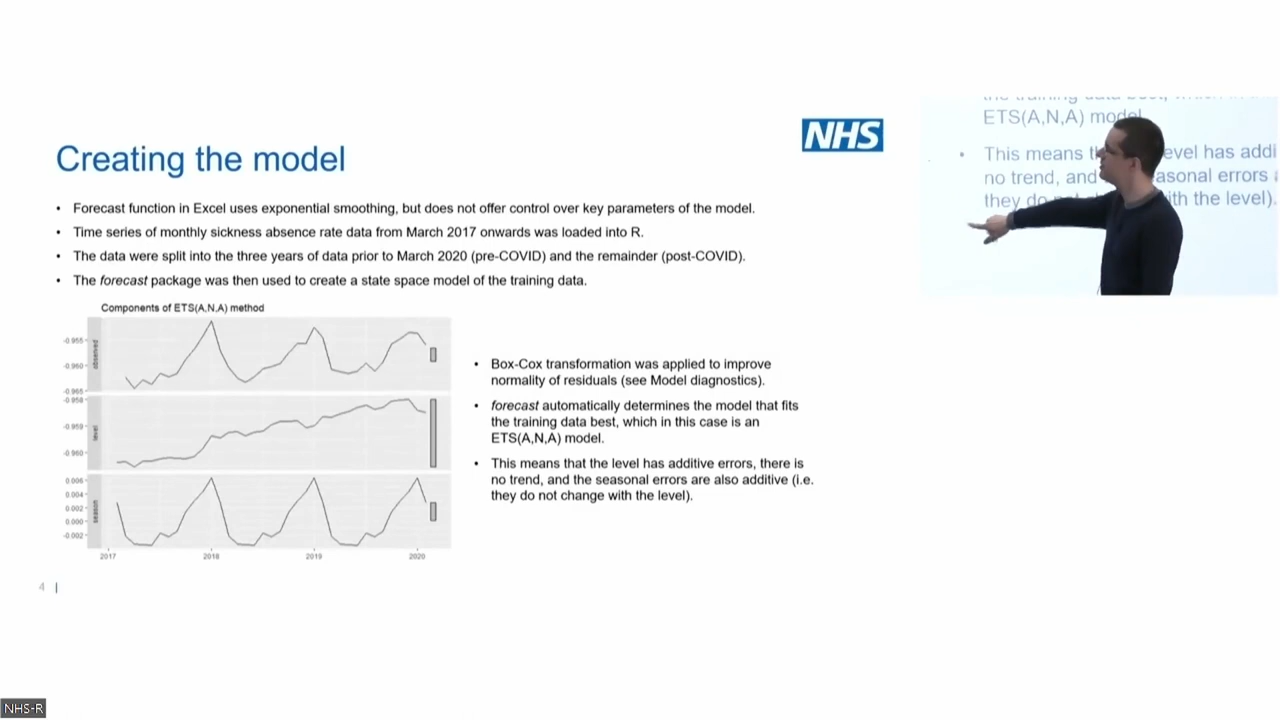 NHS
Creating the model
• Forecast function in Excel uses exponential smoothing, but does not offer control over key parameters of the model.
• Time series of monthly sickness absence rate data from March 2017 onwards was loaded into R.
• The data were split into the three years of data prior to March 2020 (pre-COVID) and the remainder (post-COVID).
• The forecast package was then used to create a state space model of the training data.
Components of ETS(A,N,A) method
observed
-0.955
-0.960
-0.965
level
-0.958
-0.959
-0.960
season
0.006
0.004
0.002
0.000
-0.002
2017 2018 2019 2020
• Box-Cox transformation was applied to improve
normality of residuals (see Model diagnostics).
• forecast automatically determines the model that fits
the training data best, which in this case is an
ETS(A,N,A) model.
• This means that the level has additive errors, there is
no trend, and the seasonal errors are also additive (i.e.
they do not change with the level).
4 |
ETS(A,N,A) model
• This means evel has addi
no trend, and asonal errors
they do ith the level).
NHS-R